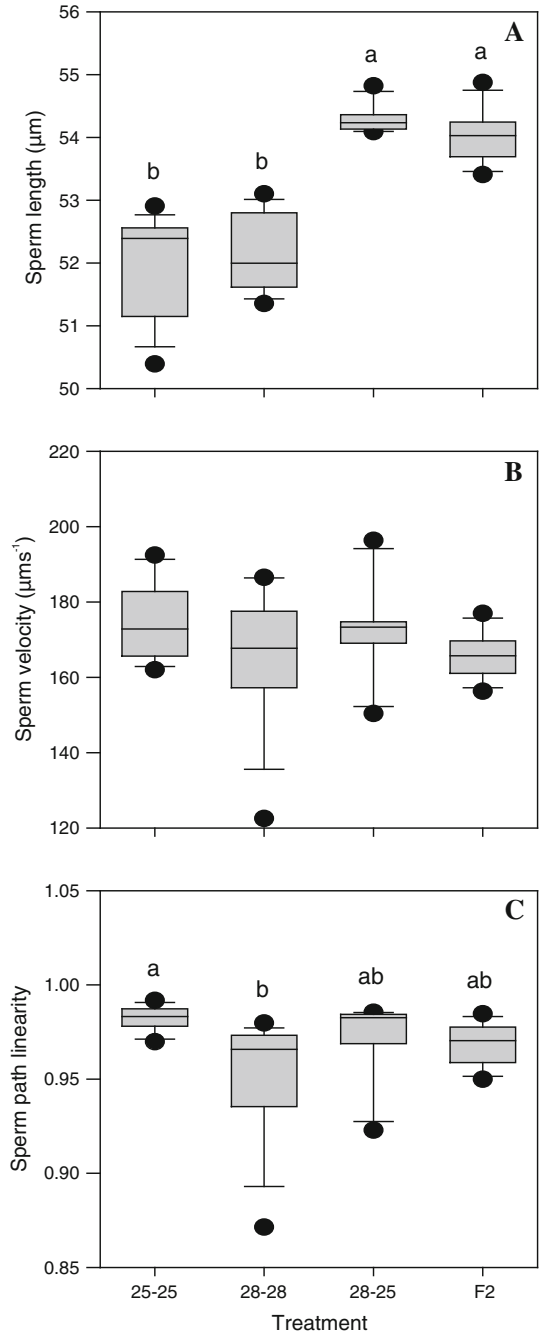 A
56
55
54
53
52
51
50
Sperm length (µm)
b
b
a
a
B
220
200
180
160
140
120
Sperm velocity (µms⁻¹)
C
1.05
1.00
0.95
0.90
0.85
Sperm path linearity
a
b
ab
ab
25-25 28-28 28-25 F2
Treatment